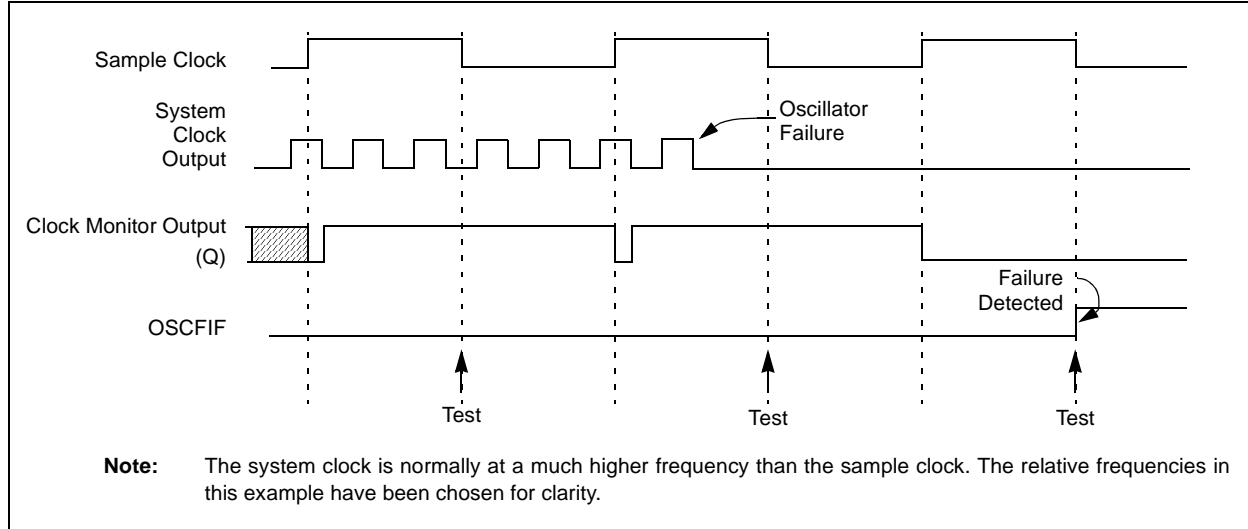 Sample Clock
System
Clock
Output
Oscillator
Failure
Clock Monitor Output
(Q)
Failure
Detected
OSCFIF
Test
Test
Test
Note: The system clock is normally at a much higher frequency than the sample clock. The relative frequencies in
this example have been chosen for clarity.